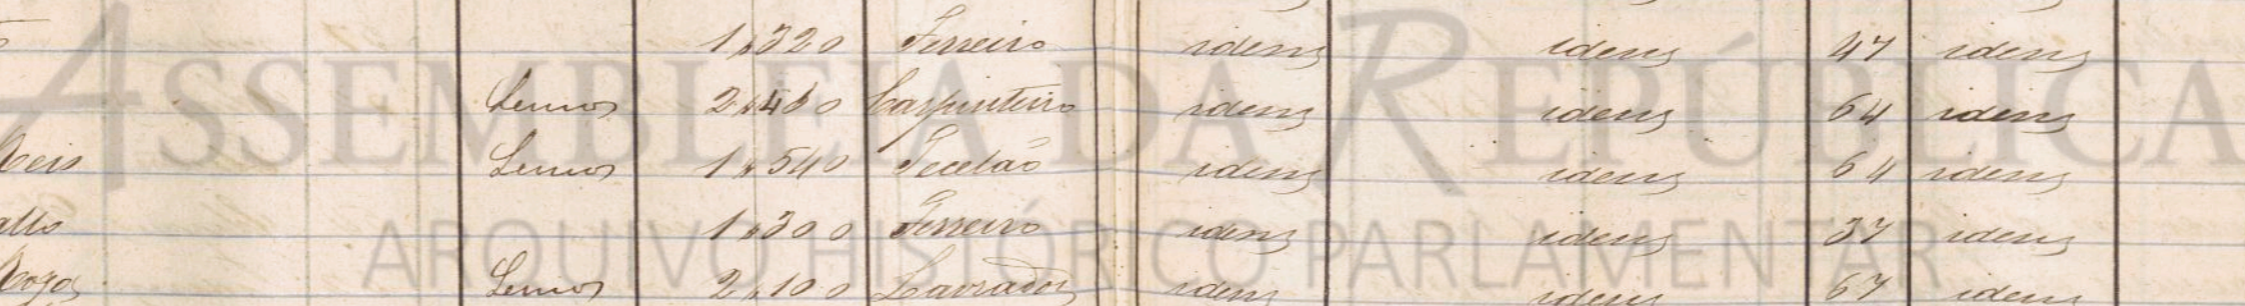 1$320 Ferreiro idem idem 47 idem
Lemos 2$460 Carpinteiro idem idem 64 idem
Reis Lemos 1$540 Tecelão idem idem 64 idem
1$300 Ferreiro idem idem 37 idem
Lemos 2$100 Lavrador idem idem 67 idem
ASSEMBLEIA DA REPÚBLICA
ARQUIVO HISTÓRICO PARLAMENTAR